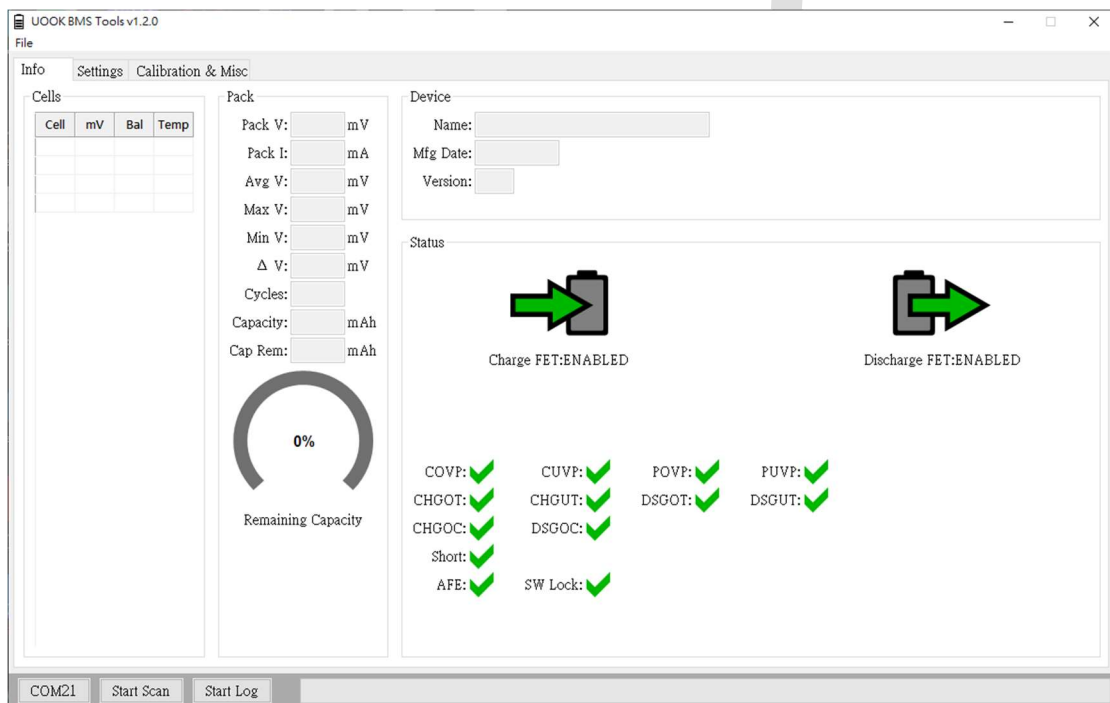 UOOK BMS Tools v1.2.0
File
Info Settings Calibration & Misc
Cells
Cell mV Bal Temp
Pack
Pack V: mV
Pack I: mA
Avg V: mV
Max V: mV
Min V: mV
Δ V: mV
Cycles:
Capacity: mAh
Cap Rem: mAh
0%
Remaining Capacity
Device
Name:
Mfg Date:
Version:
Status
Charge FET:ENABLED Discharge FET:ENABLED
COVP: CUVP: POVP: PUVP:
CHGOT: CHGUT: DSGOT: DSGUT:
CHGOC: DSGOC:
Short:
AFE: SW Lock:
COM21 Start Scan Start Log